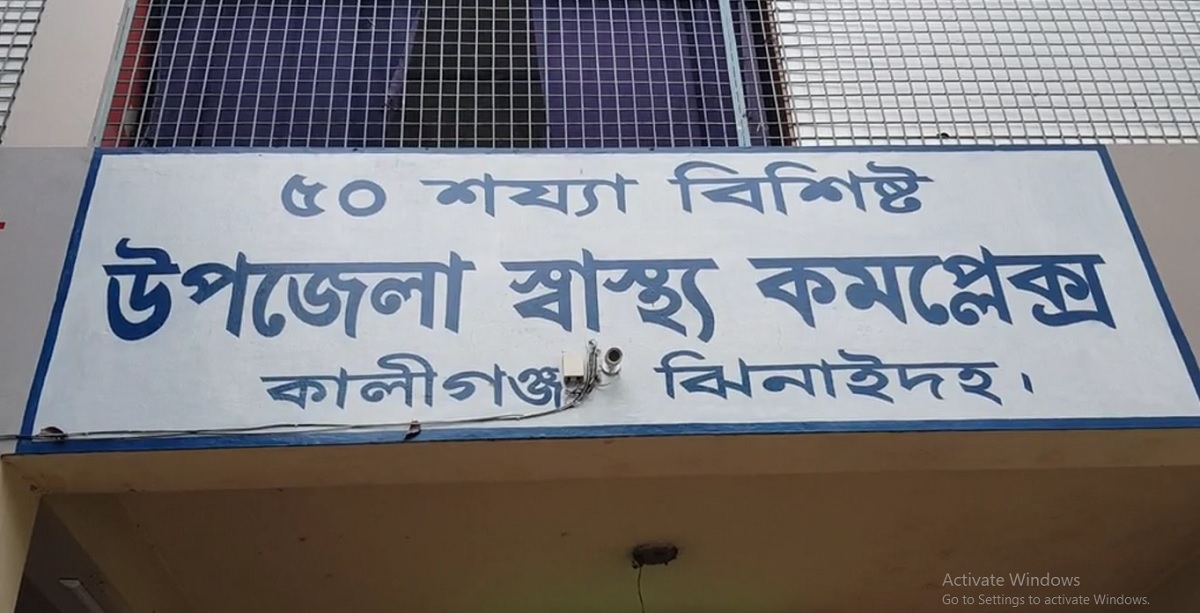 ৫০ শয্যা বিশিষ্ট
উপজেলা স্বাস্থ্য কমপ্লেক্স
কালীগঞ্জ ঝিনাইদহ।
Activate Windows
Go to Settings to activate Windows.